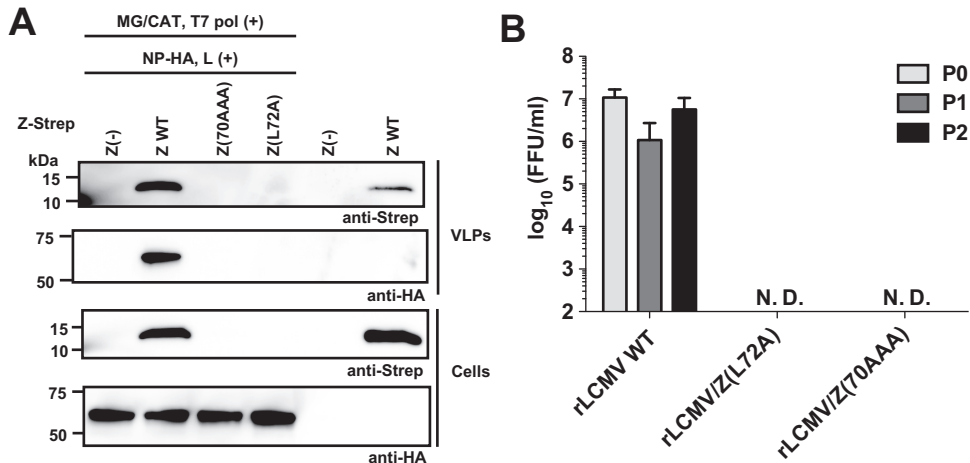 A
MG/CAT, T7 pol (+)
NP-HA, L (+)
Z-Strep
Z(-)
Z WT
Z(70AAA)
Z(L72A)
Z(-)
Z WT
kDa
15
10
anti-Strep
75
50
anti-HA
VLPs
15
10
anti-Strep
75
50
anti-HA
Cells
B
log10 (FFU/ml)
8
7
6
5
4
3
2
P0
P1
P2
N. D.
N. D.
rLCMV WT
rLCMV/Z(L72A)
rLCMV/Z(70AAA)